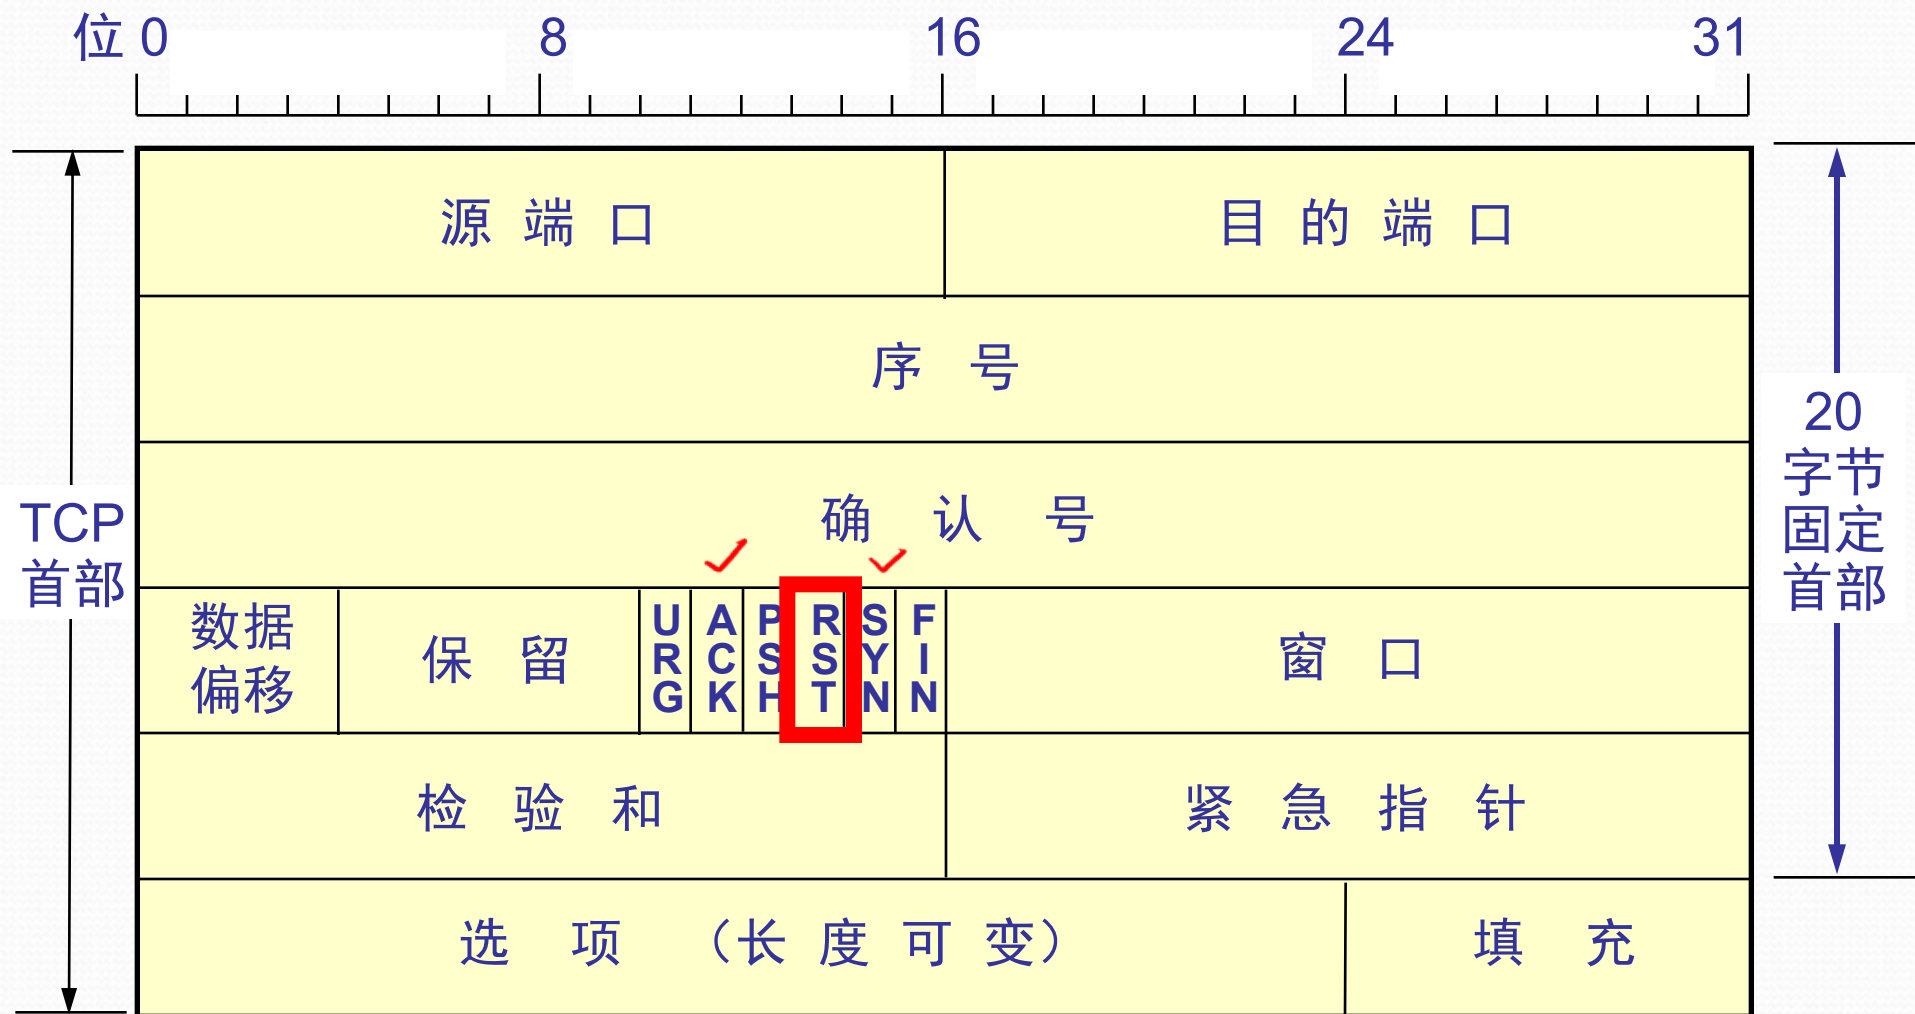 位 0 8 16 24 31
源 端 口 目 的 端 口
序 号
确 认 号
TCP
首部
20
字节
固定
首部
数据
偏移
保 留
URG
ACK
PSH
RST
SYN
FIN
窗 口
检 验 和 紧 急 指 针
选 项 （长 度 可 变） 填 充